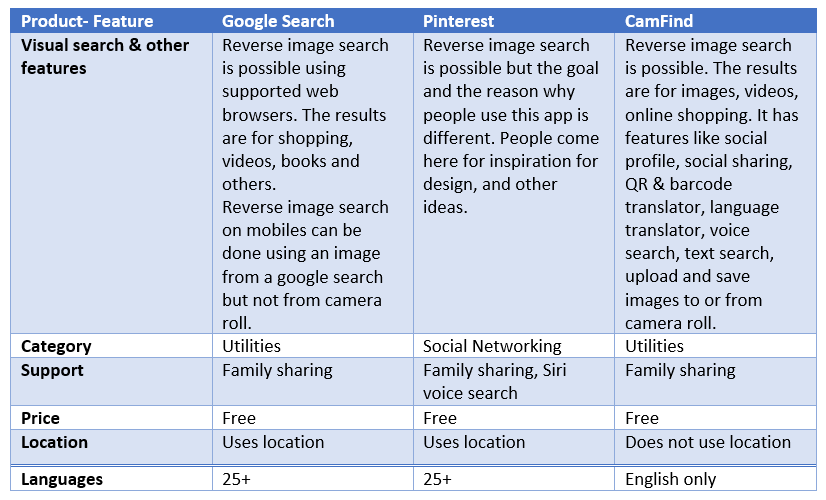 Product- Feature Google Search Pinterest CamFind
Visual search & other features
Reverse image search
is possible using
supported web
browsers. The results
are for shopping,
videos, books and
others.
Reverse image search
on mobiles can be
done using an image
from a google search
but not from camera
roll.
Reverse image search
is possible but the goal
and the reason why
people use this app is
different. People come
here for inspiration for
design, and other
ideas.
Reverse image search
is possible. The results
are for images, videos,
online shopping. It has
features like social
profile, social sharing,
QR & barcode
translator, language
translator, voice
search, text search,
upload and save
images to or from
camera roll.
Category Utilities Social Networking Utilities
Support Family sharing Family sharing, Siri Family sharing
voice search
Price Free Free Free
Location Uses location Uses location Does not use location
Languages 25+ 25+ English only